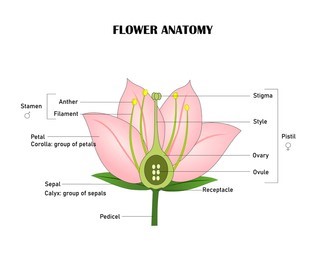 FLOWER ANATOMY
Stamen
Anther
Filament
Petal
Corolla: group of petals
Sepal
Calyx: group of sepals
Pedicel
Stigma
Style
Pistil
Ovary
Ovule
Receptacle